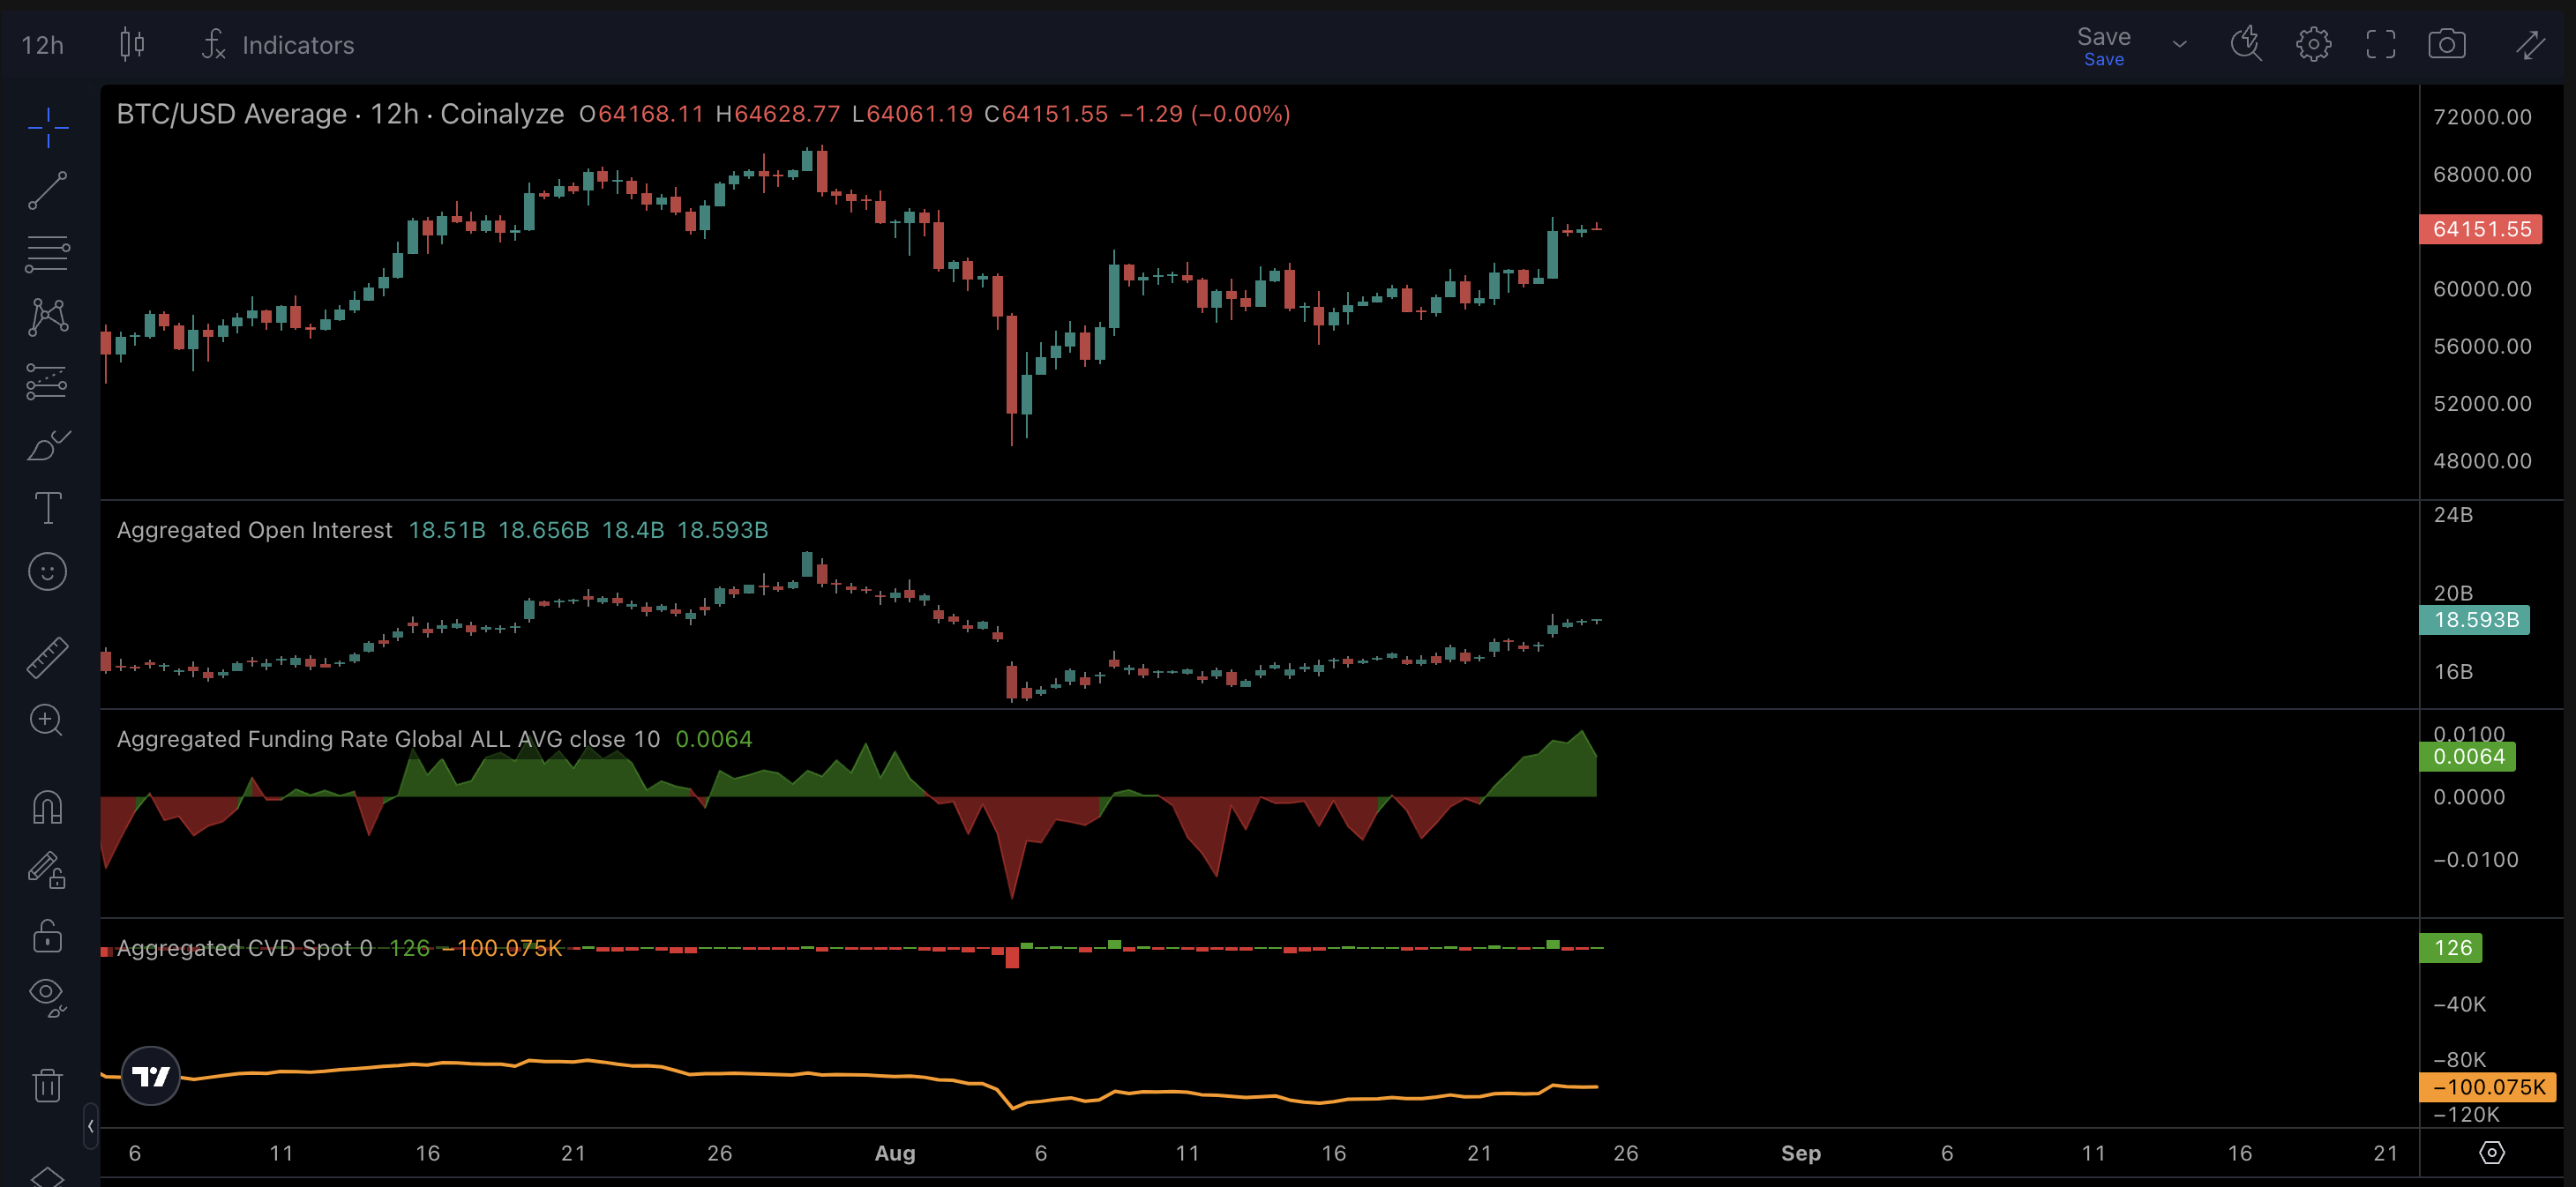 12h Indicators Save
Save
BTC/USD Average · 12h · Coinalyze O64168.11 H64628.77 L64061.19 C64151.55 −1.29 (−0.00%)
72000.00
68000.00
64151.55
60000.00
56000.00
52000.00
48000.00
Aggregated Open Interest 18.51B 18.656B 18.4B 18.593B
24B
20B
18.593B
16B
Aggregated Funding Rate Global ALL AVG close 10 0.0064
0.0100
0.0064
0.0000
−0.0100
Aggregated CVD Spot 0 126 −100.075K
126
−40K
−80K
−100.075K
−120K
6 11 16 21 26 Aug 6 11 16 21 26 Sep 6 11 16 21